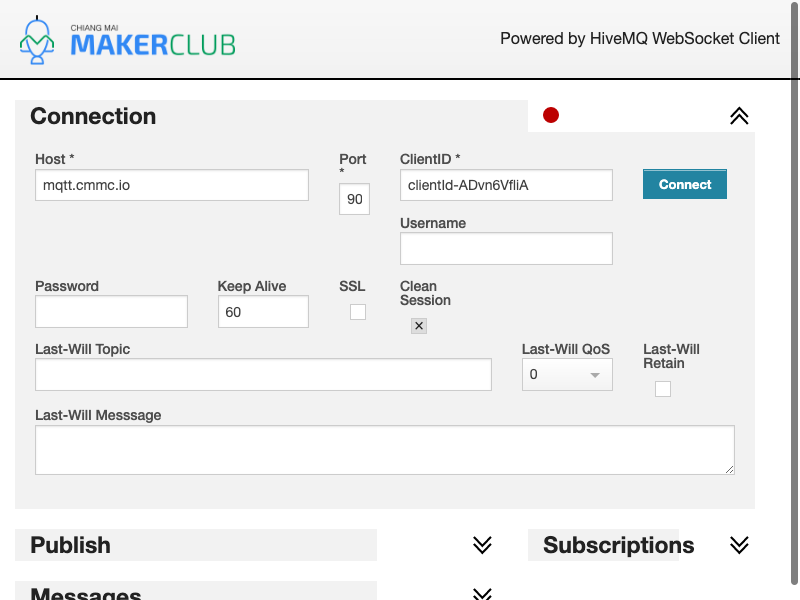 CHIANG MAI
MAKERCLUB
Powered by HiveMQ WebSocket Client
Connection
Host *
Port
*
ClientID *
mqtt.cmmc.io
90
clientId-ADvn6VfliA
Connect
Username
Password
Keep Alive
SSL
Clean
Session
60
Last-Will Topic
Last-Will QoS
Last-Will
Retain
0
Last-Will Messsage
Publish
Subscriptions
Messages